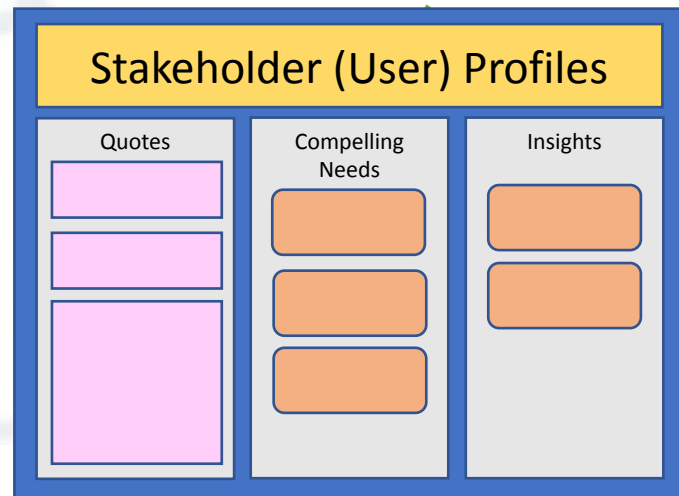 Stakeholder (User) Profiles
Quotes
Compelling
Needs
Insights